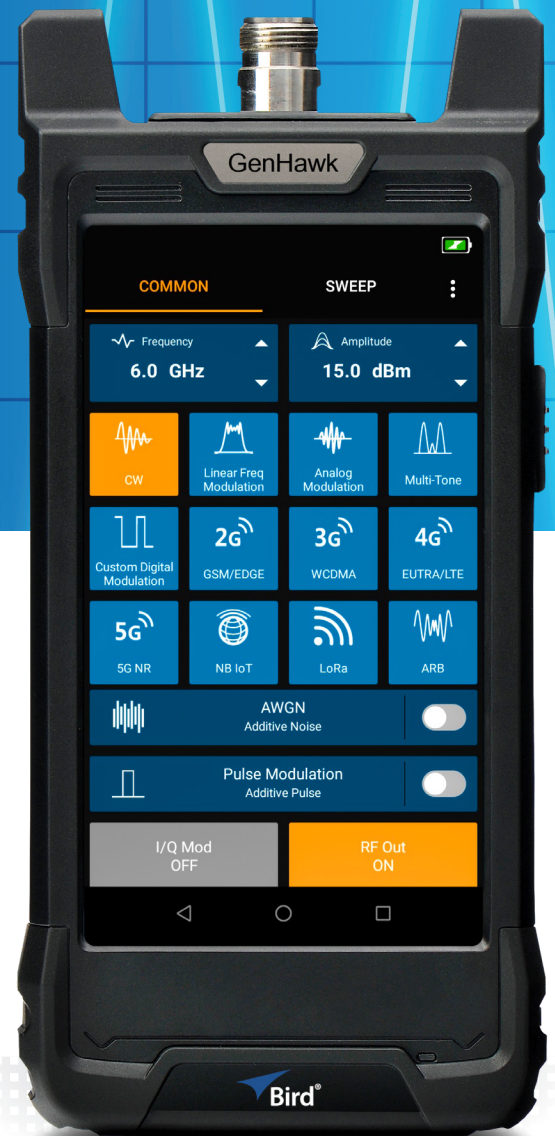 GenHawk
COMMON
SWEEP
Frequency
6.0 GHz
Amplitude
15.0 dBm
CW
Linear Freq
Modulation
Analog
Modulation
Multi-Tone
Custom Digital
Modulation
2G
GSM/EDGE
3G
WCDMA
4G
EUTRA/LTE
5G
5G NR
NB IoT
LoRa
ARB
AWGN
Additive Noise
Pulse Modulation
Additive Pulse
I/Q Mod
OFF
RF Out
ON
Bird®